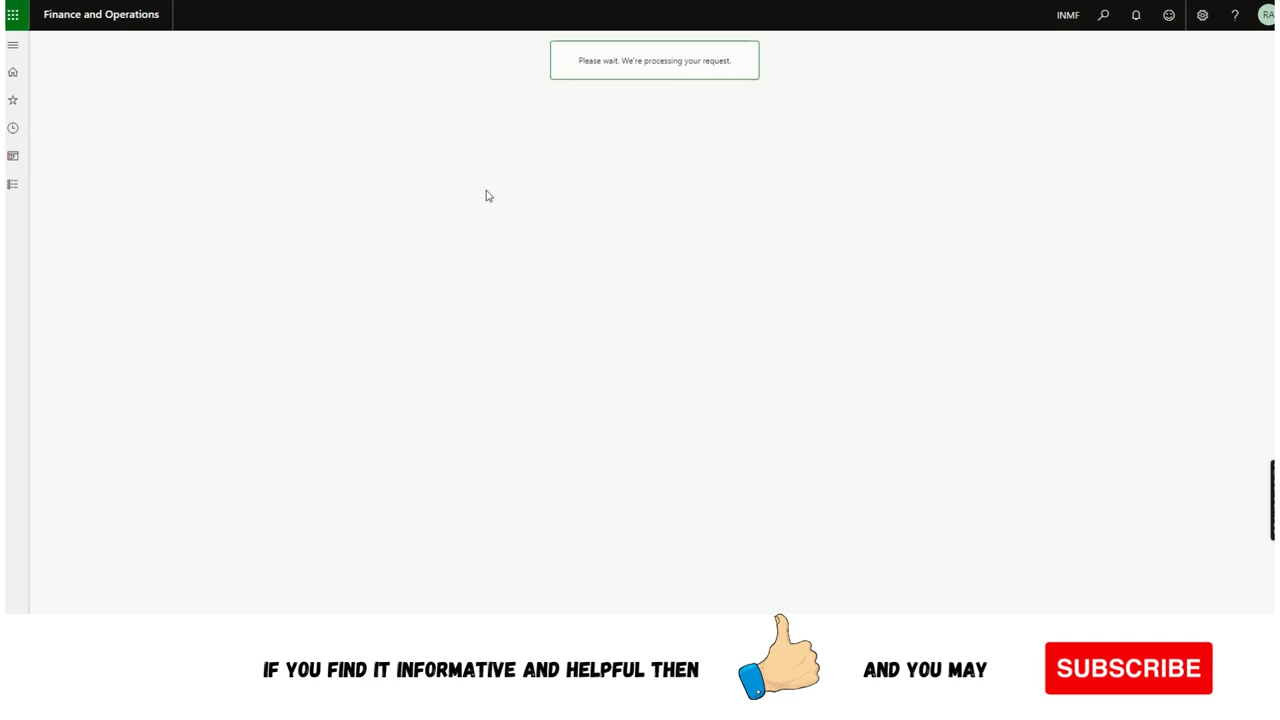 Finance and Operations
INMF
RA
Please wait. We're processing your request.
IF YOU FIND IT INFORMATIVE AND HELPFUL THEN
AND YOU MAY
SUBSCRIBE